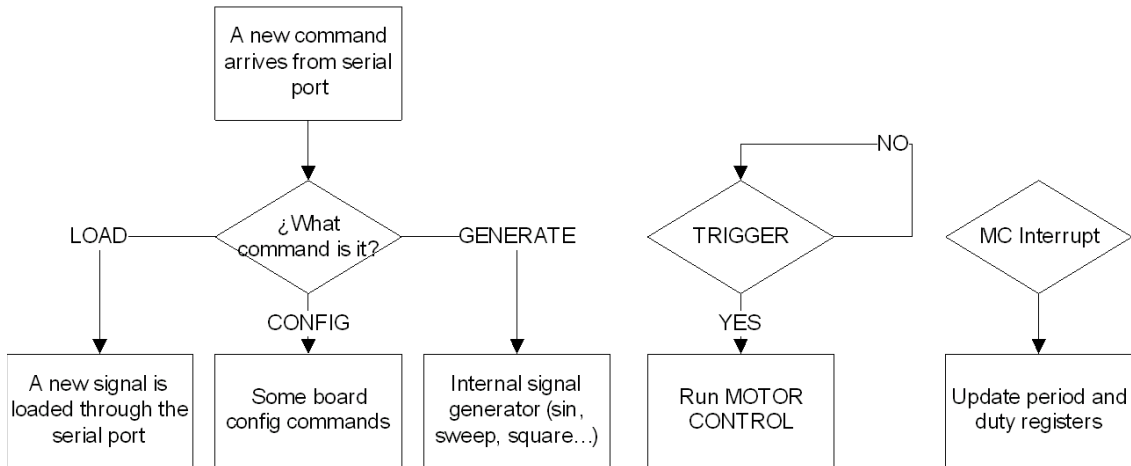 A new command
arrives from serial
port
NO
¿What
command is it?
LOAD
GENERATE
TRIGGER
MC Interrupt
CONFIG
YES
A new signal is
loaded through the
serial port
Some board
config commands
Internal signal
generator (sin,
sweep, square...)
Run MOTOR
CONTROL
Update period and
duty registers